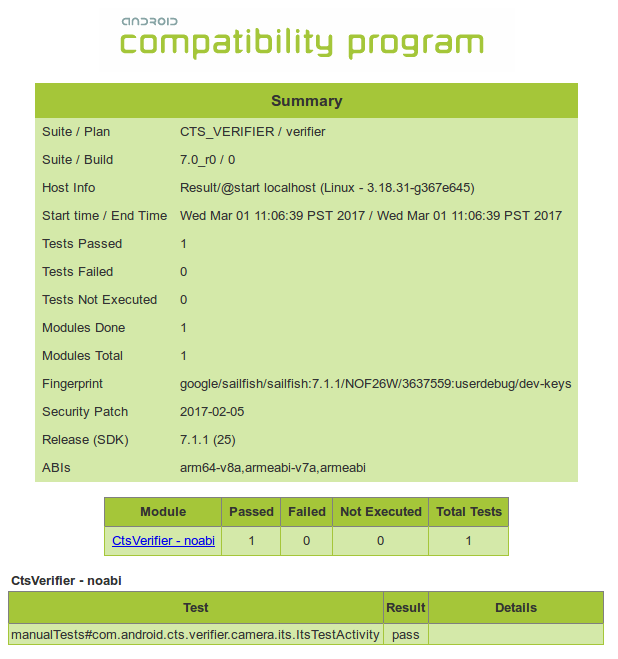 ANDROID
compatibility program
Summary
Suite / Plan CTS_VERIFIER / verifier
Suite / Build 7.0_r0 / 0
Host Info Result/@start localhost (Linux - 3.18.31-g367e645)
Start time / End Time Wed Mar 01 11:06:39 PST 2017 / Wed Mar 01 11:06:39 PST 2017
Tests Passed 1
Tests Failed 0
Tests Not Executed 0
Modules Done 1
Modules Total 1
Fingerprint google/sailfish/sailfish:7.1.1/NOF26W/3637559:userdebug/dev-keys
Security Patch 2017-02-05
Release (SDK) 7.1.1 (25)
ABIs arm64-v8a,armeabi-v7a,armeabi
Module Passed Failed Not Executed Total Tests
CtsVerifier - noabi 1 0 0 1
CtsVerifier - noabi
Test Result Details
manualTests#com.android.cts.verifier.camera.its.ItsTestActivity pass